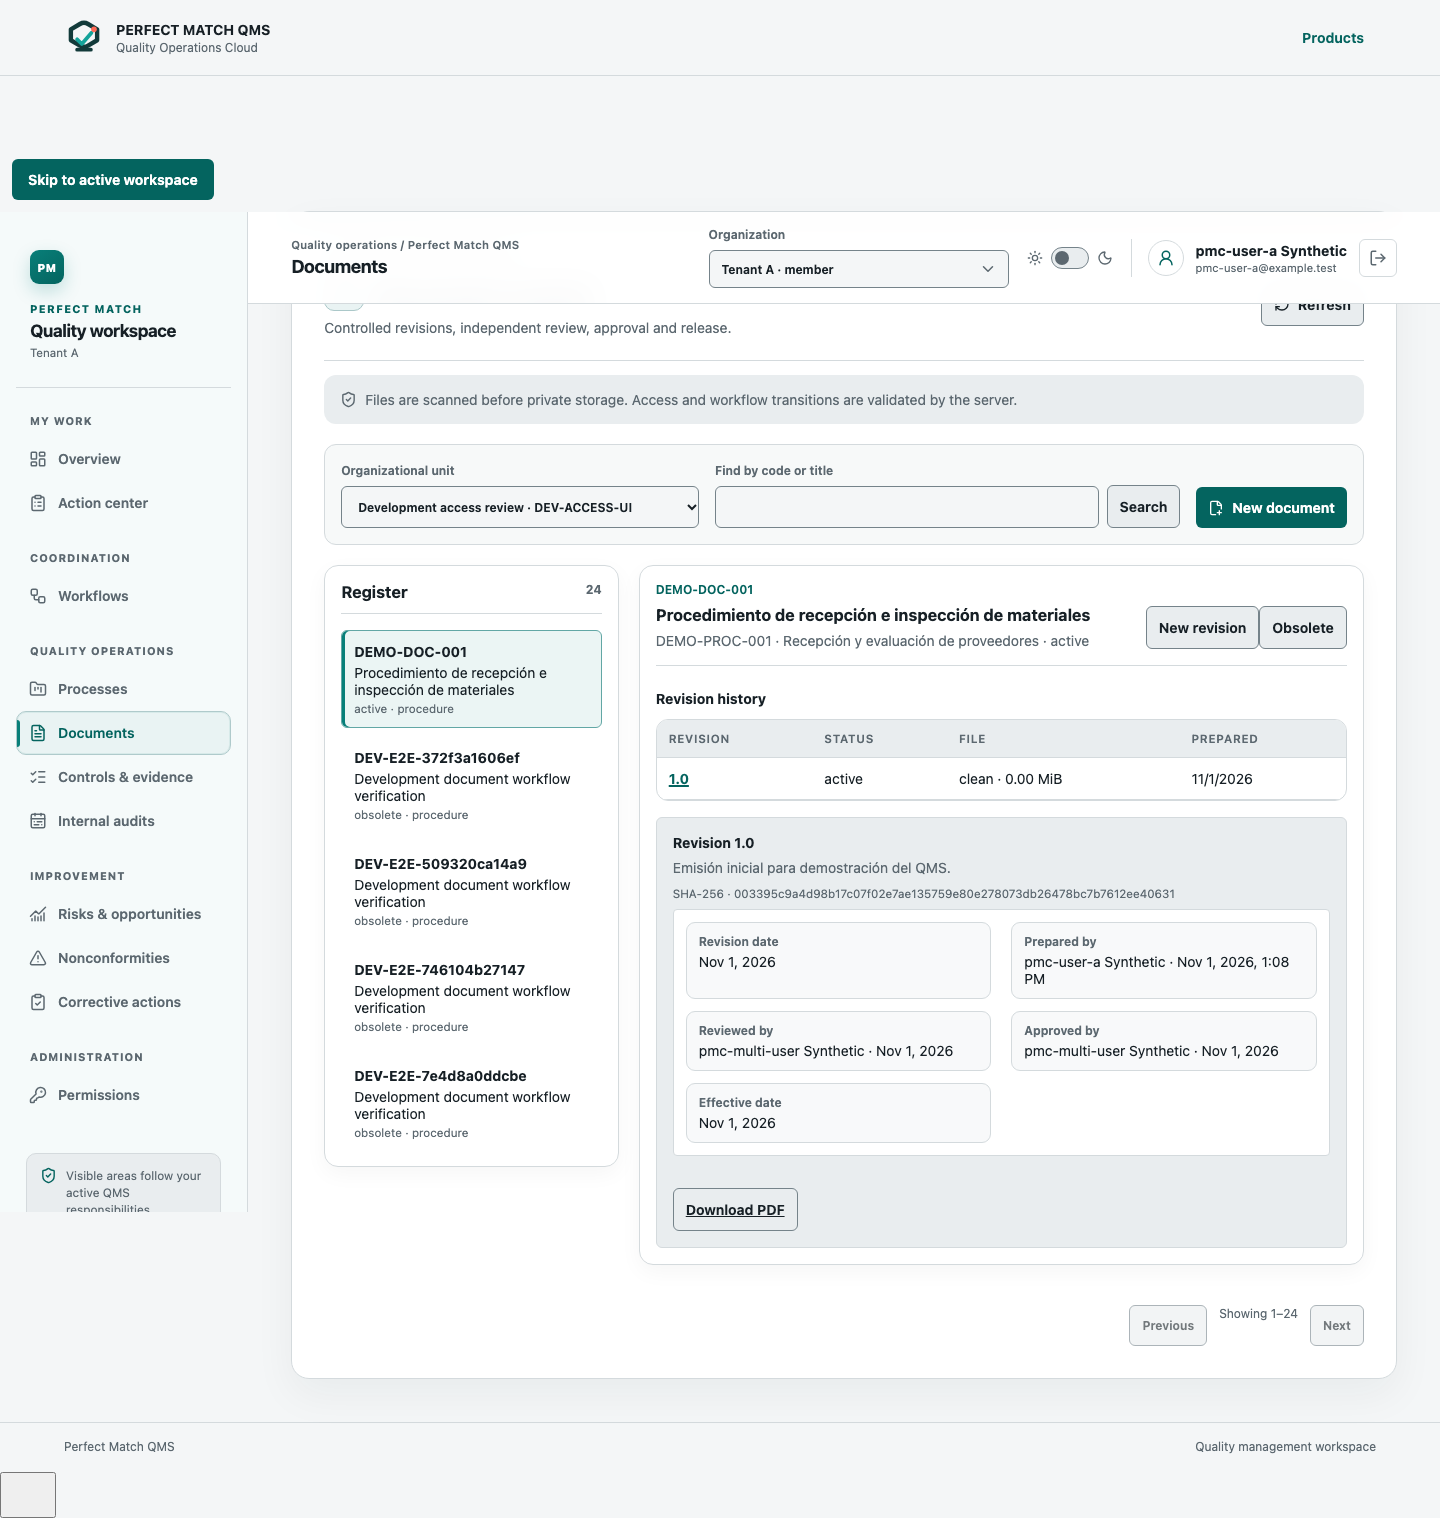 PERFECT MATCH QMS
Quality Operations Cloud
Products
Skip to active workspace
PM
PERFECT MATCH
Quality workspace
Tenant A
MY WORK
Overview
Action center
COORDINATION
Workflows
QUALITY OPERATIONS
Processes
Documents
Controls & evidence
Internal audits
IMPROVEMENT
Risks & opportunities
Nonconformities
Corrective actions
ADMINISTRATION
Permissions
Visible areas follow your
active QMS
responsibilities
Quality operations / Perfect Match QMS
Documents
Organization
Tenant A · member
pmc-user-a Synthetic
pmc-user-a@example.test
Refresh
Controlled revisions, independent review, approval and release.
Files are scanned before private storage. Access and workflow transitions are validated by the server.
Organizational unit
Development access review · DEV-ACCESS-UI
Find by code or title
Search
New document
Register
24
DEMO-DOC-001
Procedimiento de recepción e
inspección de materiales
active · procedure
DEV-E2E-372f3a1606ef
Development document workflow
verification
obsolete · procedure
DEV-E2E-509320ca14a9
Development document workflow
verification
obsolete · procedure
DEV-E2E-746104b27147
Development document workflow
verification
obsolete · procedure
DEV-E2E-7e4d8a0ddcbe
Development document workflow
verification
obsolete · procedure
DEMO-DOC-001
Procedimiento de recepción e inspección de materiales
DEMO-PROC-001 · Recepción y evaluación de proveedores · active
New revision
Obsolete
Revision history
REVISION STATUS FILE PREPARED
1.0 active clean · 0.00 MiB 11/1/2026
Revision 1.0
Emisión inicial para demostración del QMS.
SHA-256 · 003395c9a4d98b17c07f02e7ae135759e80e278073db26478bc7b7612ee40631
Revision date
Nov 1, 2026
Prepared by
pmc-user-a Synthetic · Nov 1, 2026, 1:08
PM
Reviewed by
pmc-multi-user Synthetic · Nov 1, 2026
Approved by
pmc-multi-user Synthetic · Nov 1, 2026
Effective date
Nov 1, 2026
Download PDF
Previous
Showing 1–24
Next
Perfect Match QMS
Quality management workspace